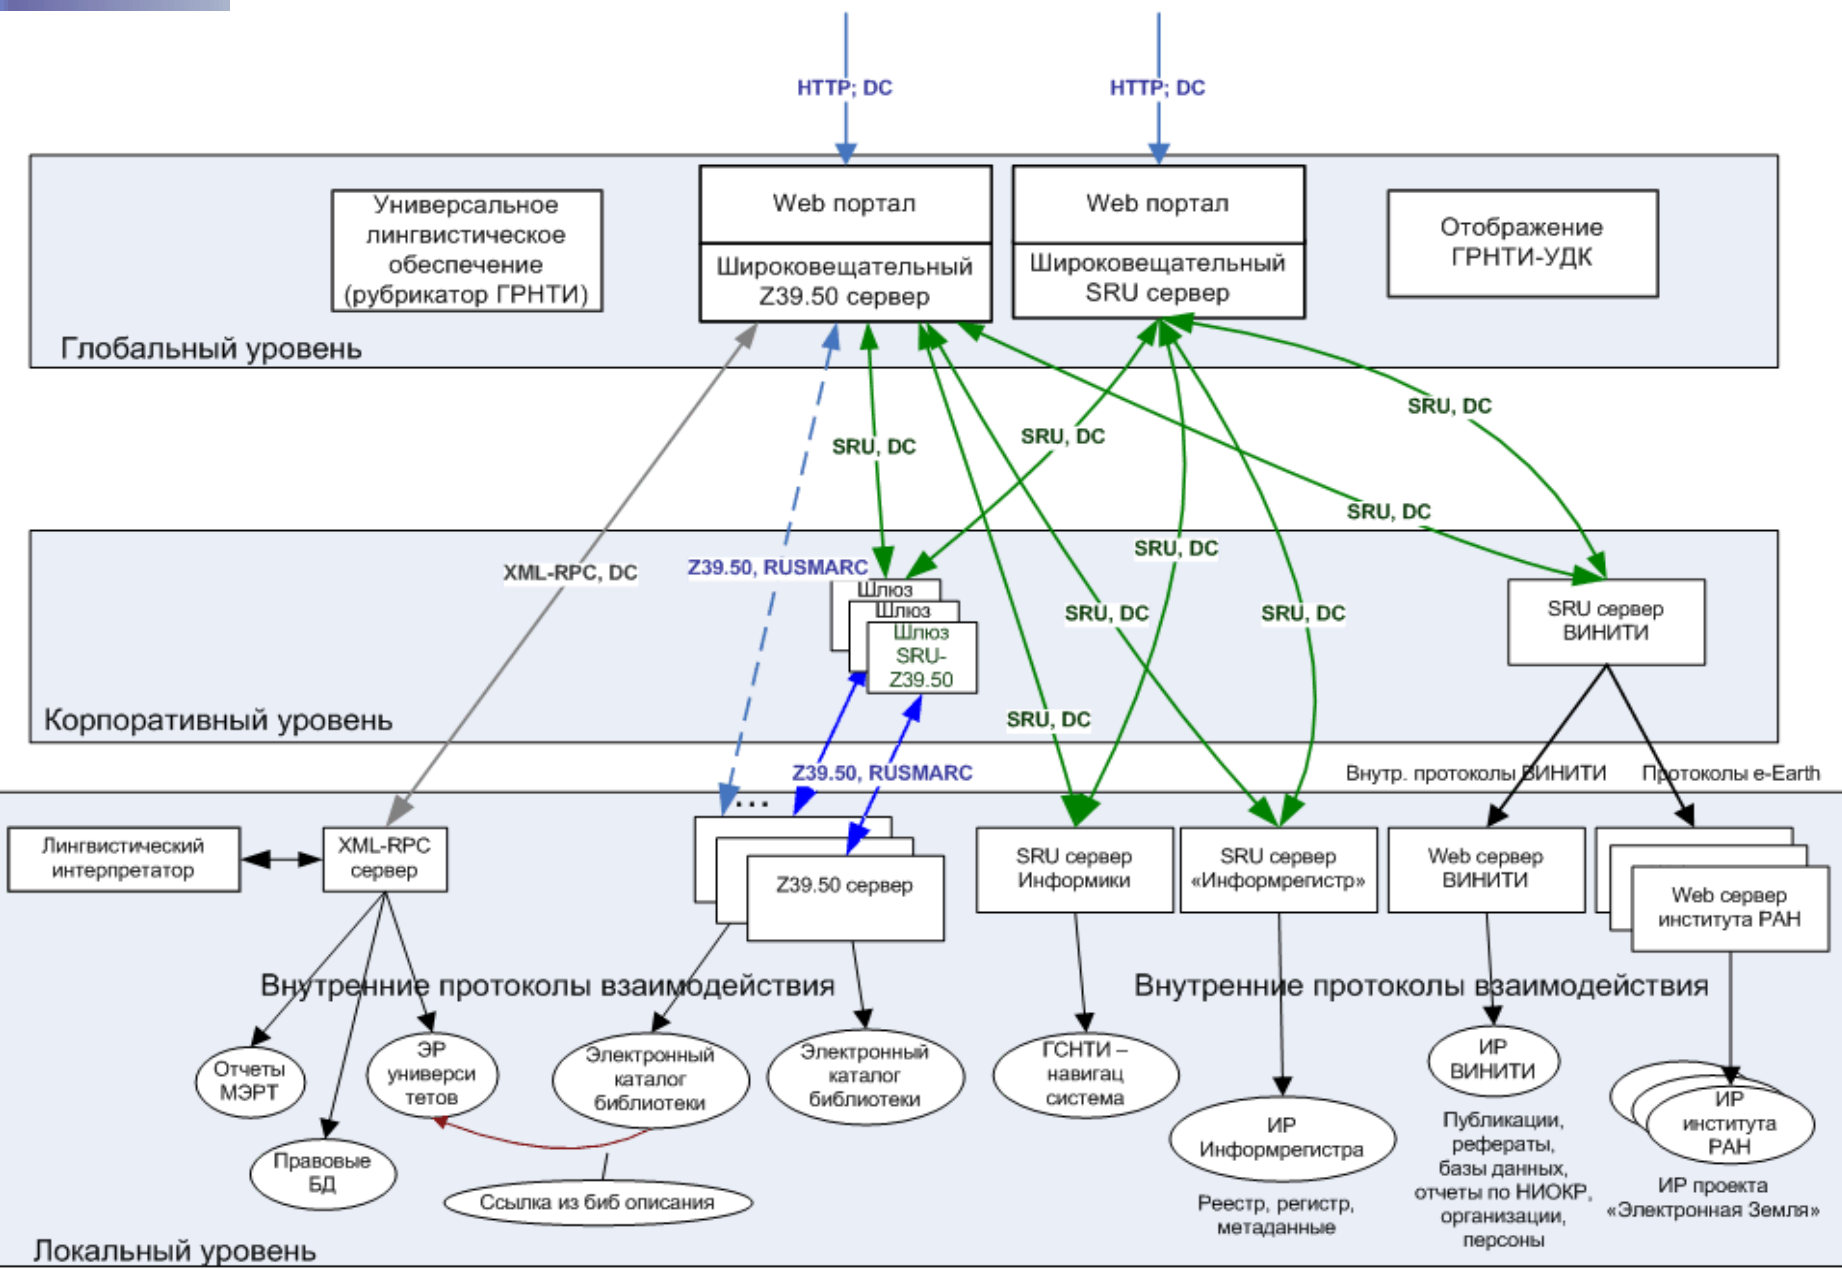 HTTP; DC
HTTP; DC
Универсальное
лингвистическое
обеспечение
(рубрикатор ГРНТИ)
Web портал
Широковещательный
Z39.50 сервер
Web портал
Широковещательный
SRU сервер
Отображение
ГРНТИ-УДК
Глобальный уровень
SRU, DC
SRU, DC
SRU, DC
SRU, DC
XML-RPC, DC
Z39.50, RUSMARC
SRU, DC
SRU, DC
SRU, DC
SRU, DC
Шлюз
Шлюз
Шлюз
SRU-
Z39.50
SRU сервер
ВИНИТИ
Корпоративный уровень
Z39.50, RUSMARC
Внутр. протоколы ВИНИТИ
Протоколы e-Earth
...
Лингвистический
интерпретатор
XML-RPC
сервер
Z39.50 сервер
SRU сервер
Информики
SRU сервер
«Информрегистр»
Web сервер
ВИНИТИ
Web сервер
института РАН
Внутренние протоколы взаимодействия
Внутренние протоколы взаимодействия
Отчеты
МЭРТ
ЭР
универси
тетов
Правовые
БД
Электронный
каталог
библиотеки
Электронный
каталог
библиотеки
ГСНТИ –
навигац
система
ИР
Информрегистра
Реестр, регистр,
метаданные
ИР
ВИНИТИ
Публикации,
рефераты,
базы данных,
отчеты по НИОКР,
организации,
персоны
ИР
института
РАН
ИР проекта
«Электронная Земля»
Ссылка из биб описания
Локальный уровень